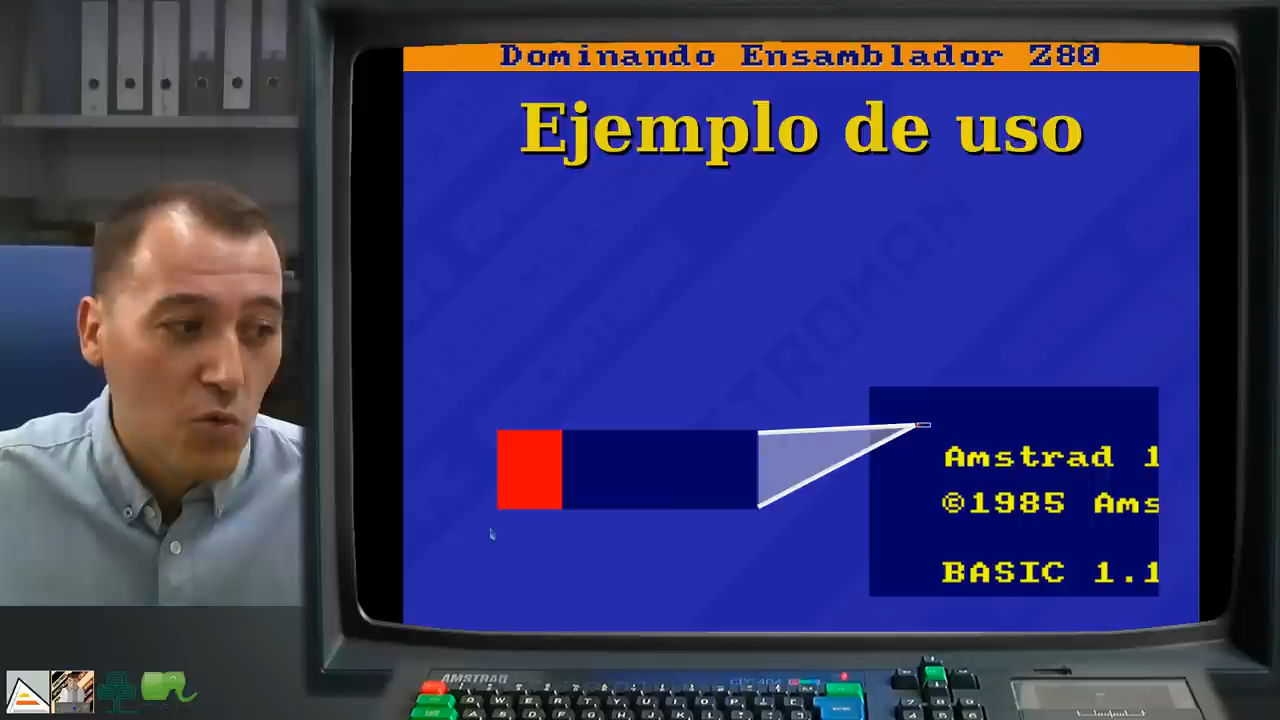 Dominando Ensamblador Z80
Ejemplo de uso
Amstrad 1
©1985 Ams
BASIC 1.1
AMSTRAD